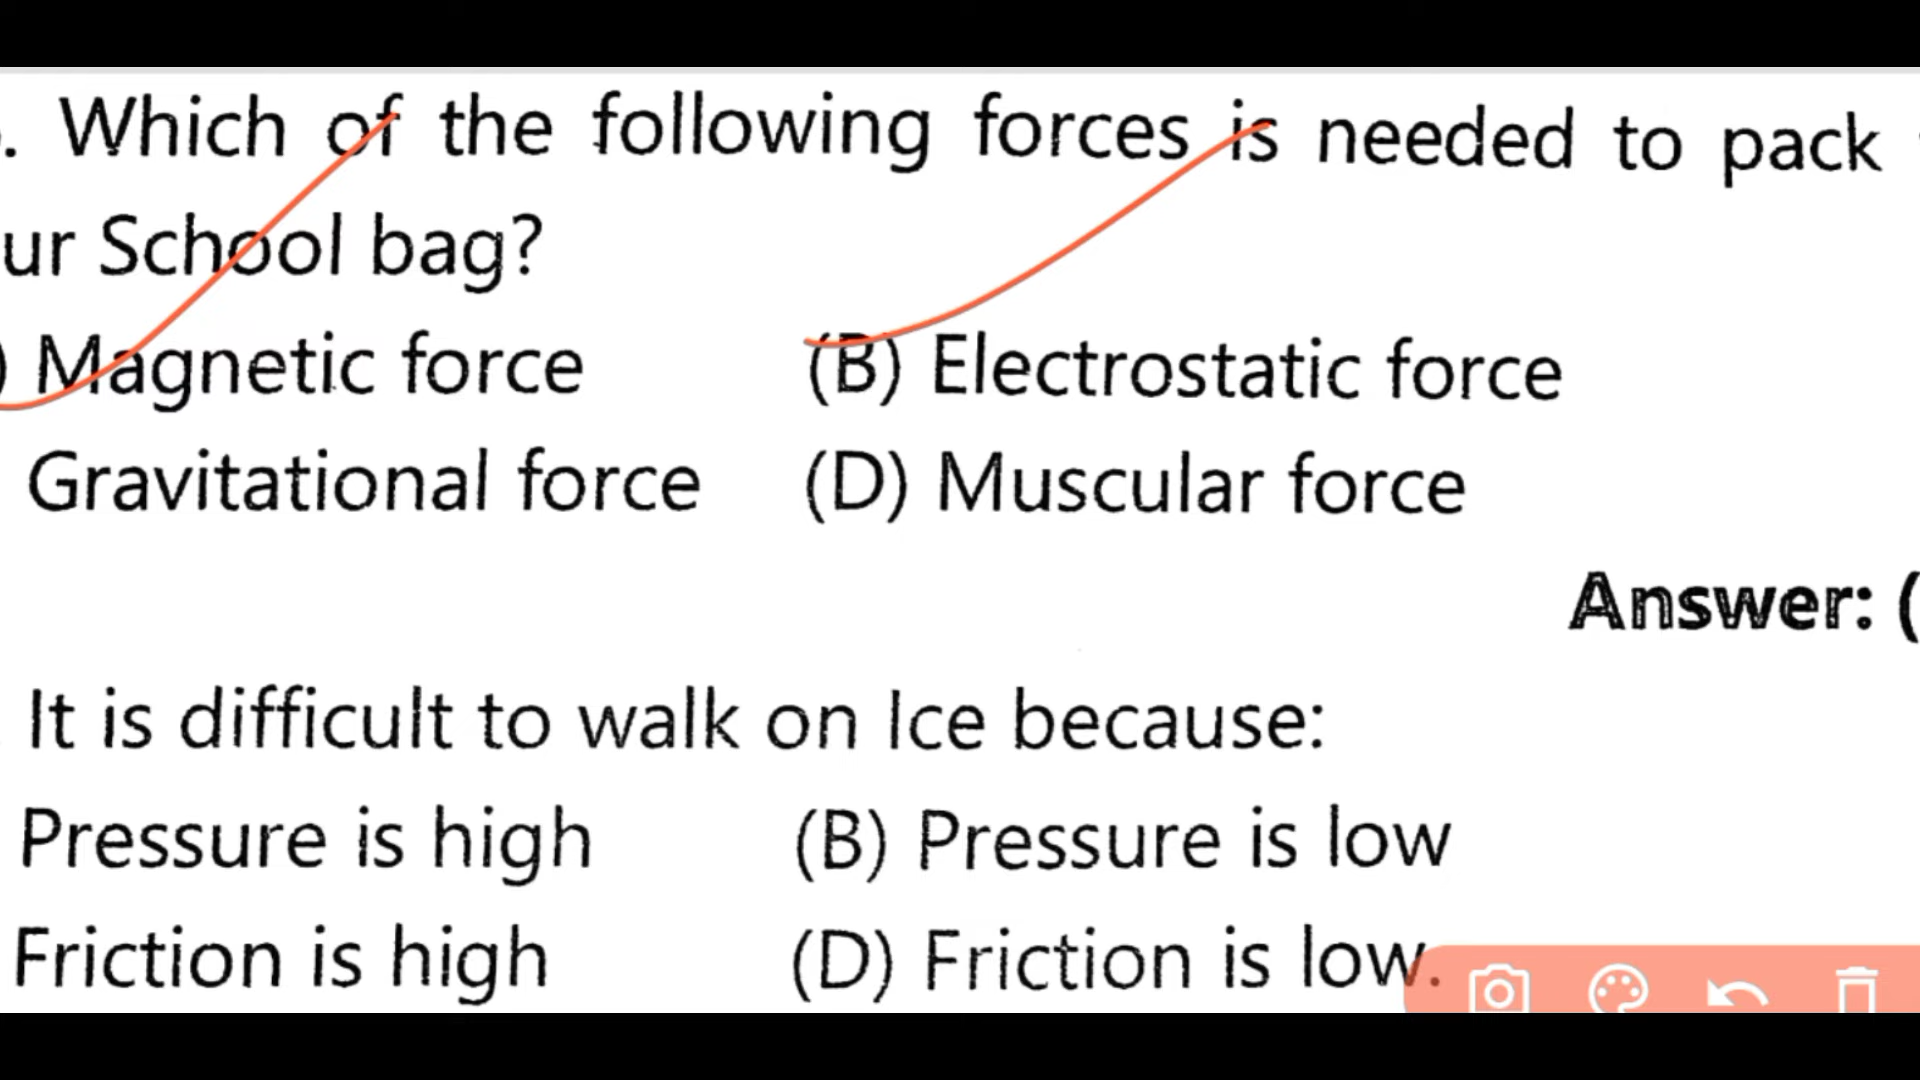 . Which of the following forces is needed to pack
ur School bag?
) Magnetic force (B) Electrostatic force
Gravitational force (D) Muscular force
Answer: (
It is difficult to walk on Ice because:
Pressure is high (B) Pressure is low
Friction is high (D) Friction is low.